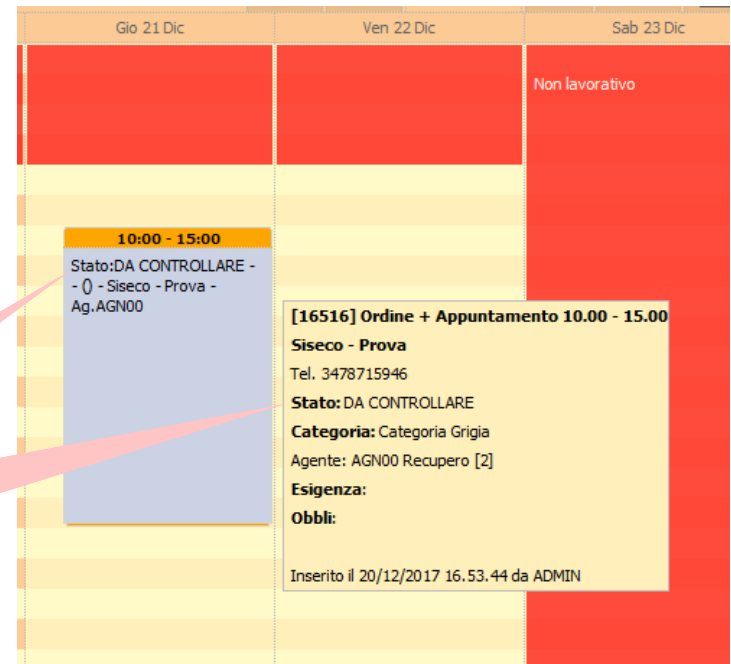 Gio 21 Dic
Ven 22 Dic
Sab 23 Dic
Non lavorativo
10:00 - 15:00
Stato:DA CONTROLLARE -
- () - Siseco - Prova -
Ag.AGN00
[16516] Ordine + Appuntamento 10.00 - 15.00
Siseco - Prova
Tel. 3478715946
Stato: DA CONTROLLARE
Categoria: Categoria Grigia
Agente: AGN00 Recupero [2]
Esigenza:
Obbli:
Inserito il 20/12/2017 16.53.44 da ADMIN